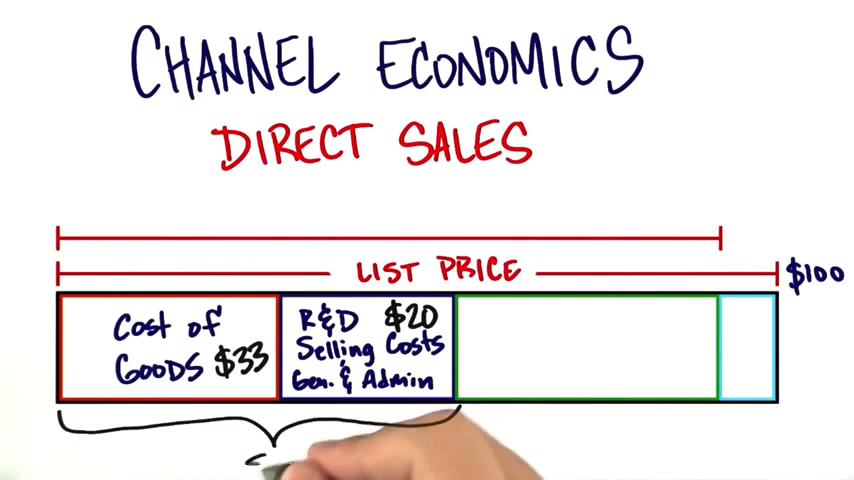 CHANNEL ECONOMICS
DIRECT SALES
LIST PRICE
$100
Cost of
Goods $33
R&D $20
Selling Costs
Gen. & Admin